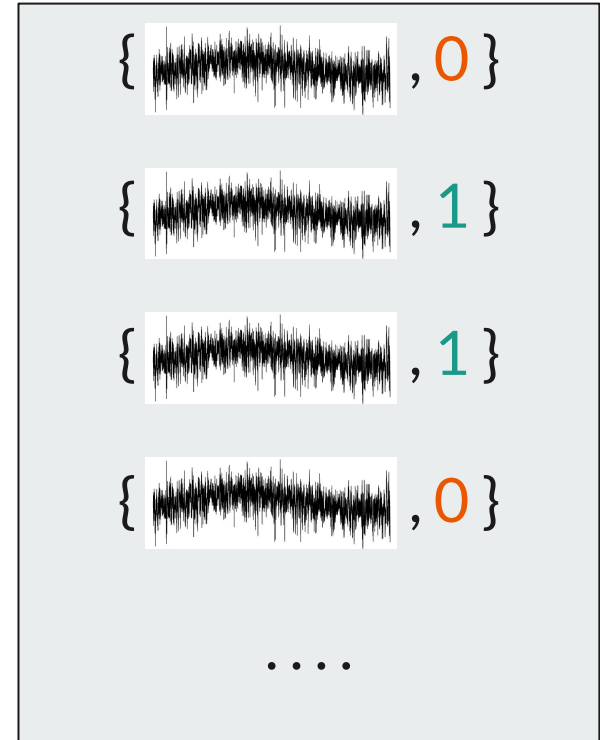 { , 0 }
{ , 1 }
{ , 1 }
{ , 0 }
. . . .